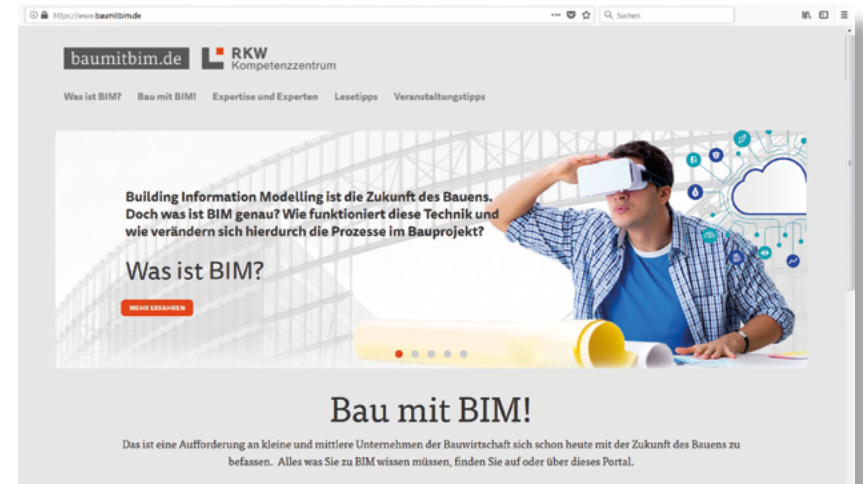 https://www.baumitbim.de
Suchen
baumitbim.de
RKW
Kompetenzzentrum
Was ist BIM? Bau mit BIM! Expertise und Experten Lesetipps Veranstaltungstipps
Building Information Modelling ist die Zukunft des Bauens.
Doch was ist BIM genau? Wie funktioniert diese Technik und
wie verändern sich hierdurch die Prozesse im Bauprojekt?
Was ist BIM?
MEHR ERFAHREN
Bau mit BIM!
Das ist eine Aufforderung an kleine und mittlere Unternehmen der Bauwirtschaft sich schon heute mit der Zukunft des Bauens zu
befassen. Alles was Sie zu BIM wissen müssen, finden Sie auf oder über dieses Portal.